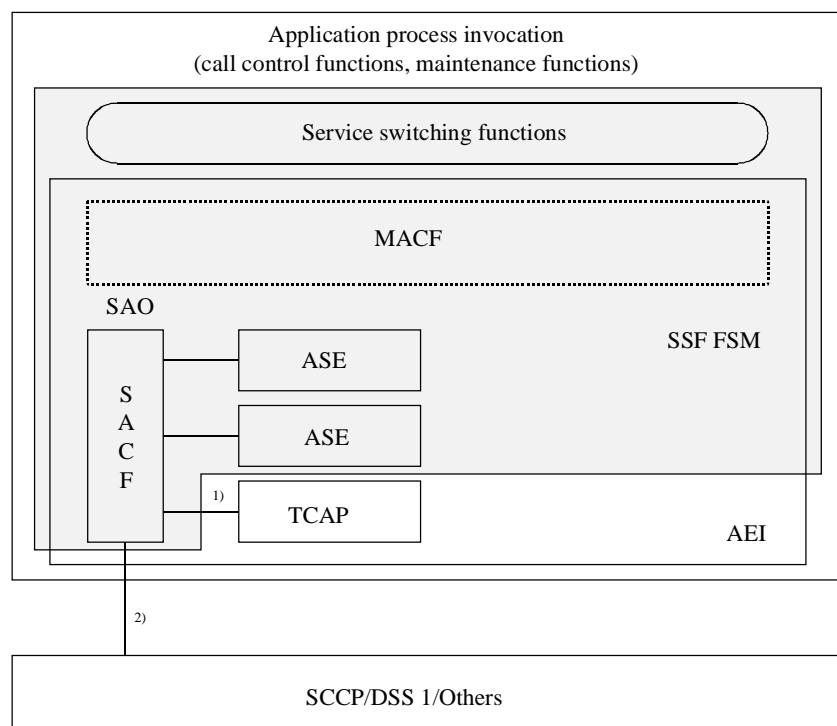 Application process invocation
(call control functions, maintenance functions)
Service switching functions
MACF
SAO
SSF FSM
ASE
S
A
C
F
ASE
1)
TCAP
AEI
2)
SCCP/DSS 1/Others